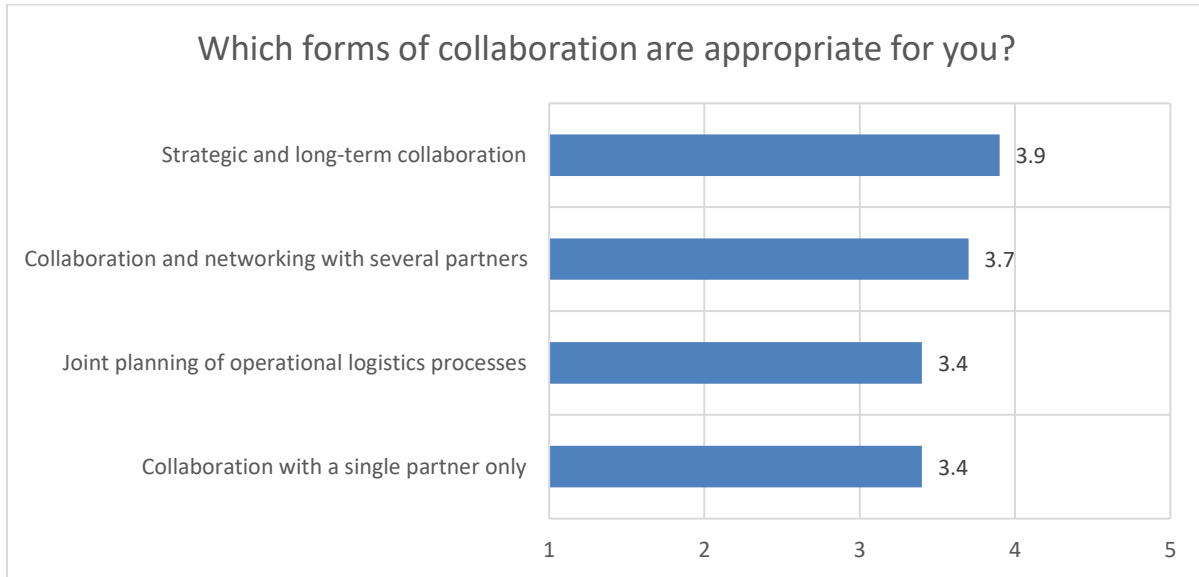 Which forms of collaboration are appropriate for you?
Strategic and long-term collaboration
3.9
Collaboration and networking with several partners
3.7
Joint planning of operational logistics processes
3.4
Collaboration with a single partner only
3.4
1 2 3 4 5